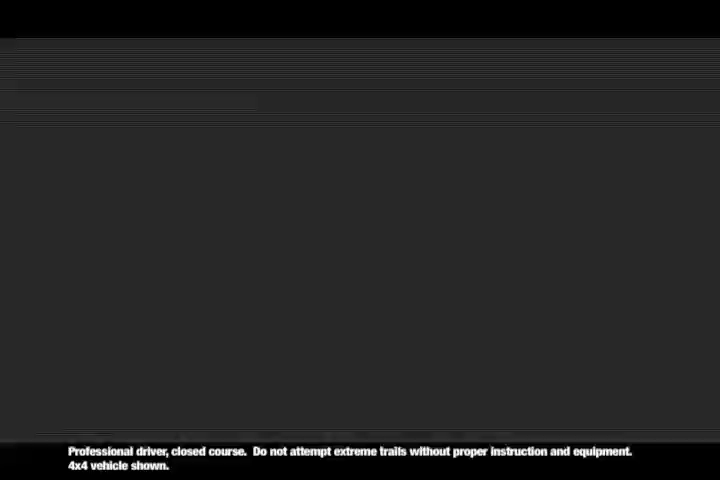 Professional driver, closed course.  Do not attempt extreme trails without proper instruction and equipment.
4x4 vehicle shown.